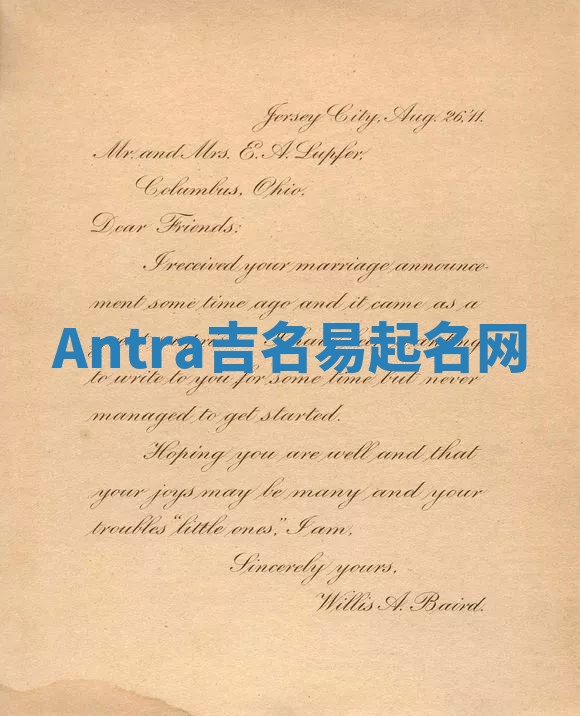 Jersey City, Aug. 26, '11.
Mr. and Mrs. E. A. Lupfer,
Columbus, Ohio.
Dear Friends:
I received your marriage announce-
ment some time ago and it came as a
Antra吉名易起名网
to write to you for some time but never
managed to get started.
Hoping you are well and that
your joys may be many and your
troubles "little ones," I am,
Sincerely yours,
Willis A. Baird.